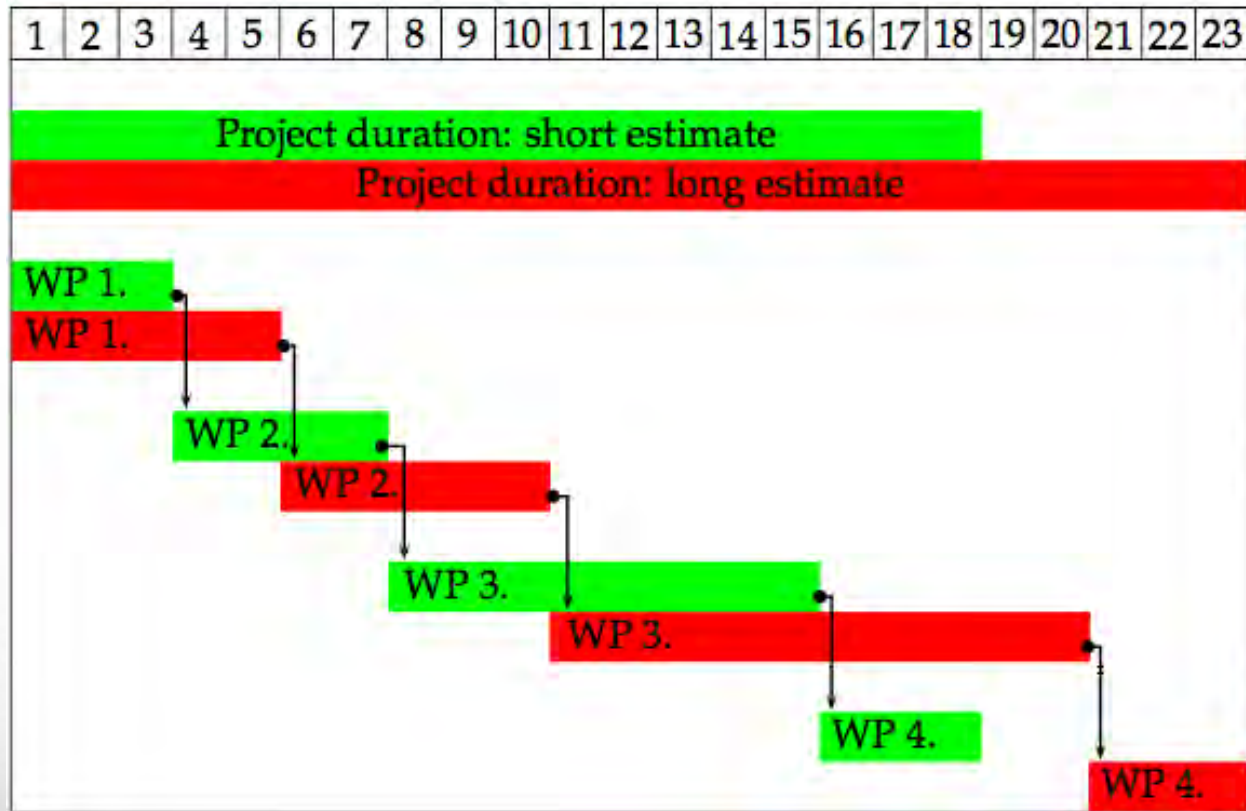 1 2 3 4 5 6 7 8 9 10 11 12 13 14 15 16 17 18 19 20 21 22 23
Project duration: short estimate
Project duration: long estimate
WP 1.
WP 1.
WP 2.
WP 2.
WP 3.
WP 3.
WP 4.
WP 4.